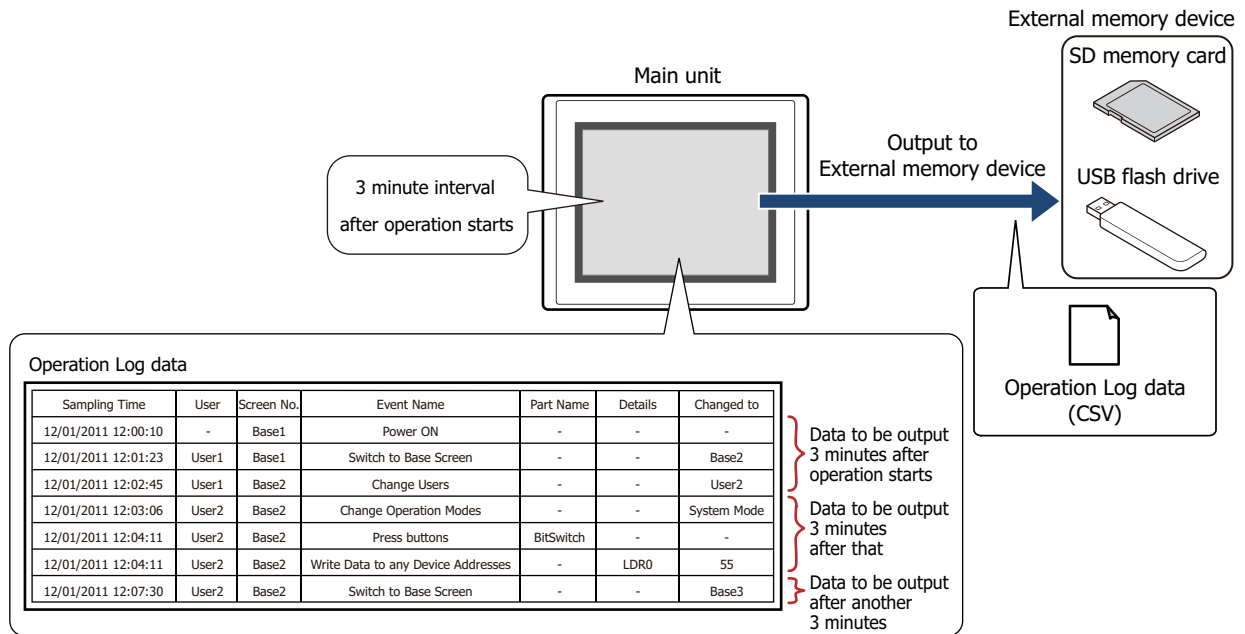 External memory device
SD memory card
Main unit
Output to
External memory device
USB flash drive
3 minute interval
after operation starts
Operation Log data
(CSV)
Operation Log data
Sampling Time User Screen No. Event Name Part Name Details Changed to
12/01/2011 12:00:10 - Base1 Power ON - - -
12/01/2011 12:01:23 User1 Base1 Switch to Base Screen - - Base2
12/01/2011 12:02:45 User1 Base2 Change Users - - User2
12/01/2011 12:03:06 User2 Base2 Change Operation Modes - - System Mode
12/01/2011 12:04:11 User2 Base2 Press buttons BitSwitch - -
12/01/2011 12:04:11 User2 Base2 Write Data to any Device Addresses - LDR0 55
12/01/2011 12:07:30 User2 Base2 Switch to Base Screen - - Base3
Data to be output
3 minutes after
operation starts
Data to be output
3 minutes
after that
Data to be output
after another
3 minutes